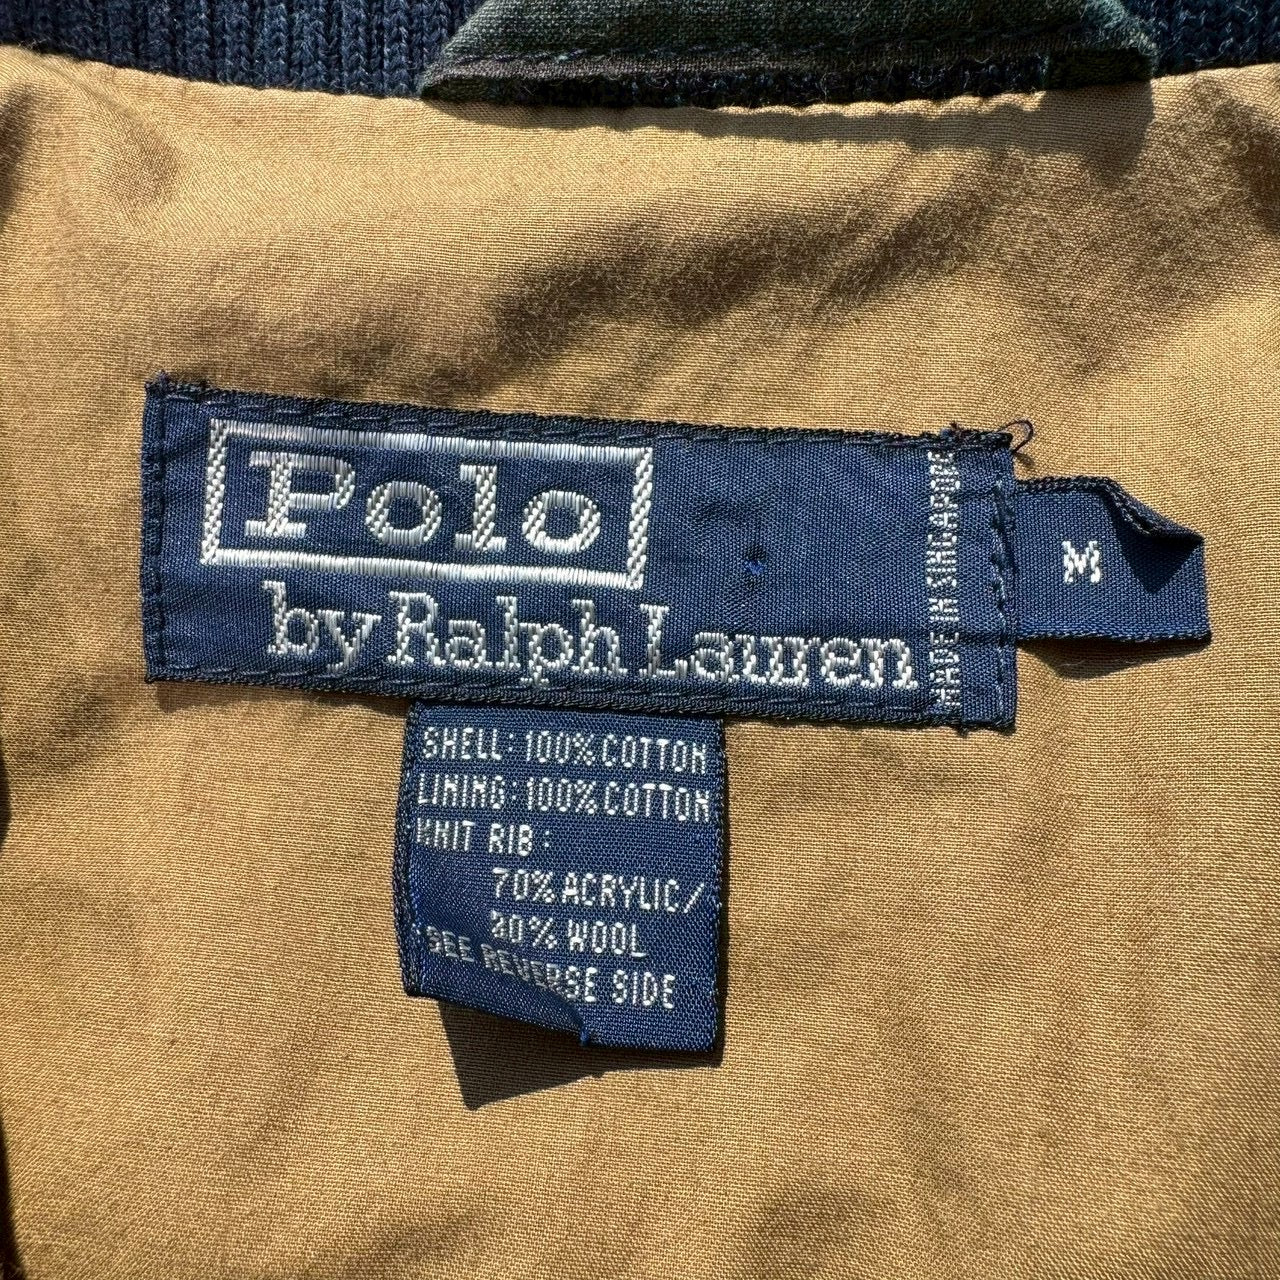 Polo
by Ralph Lauren
MADE IN SINGAPORE
M
SHELL: 100% COTTON
LINING 100% COTTON
KNIT RIB:
70% ACRYLIC/
30% WOOL
SEE REVERSE SIDE